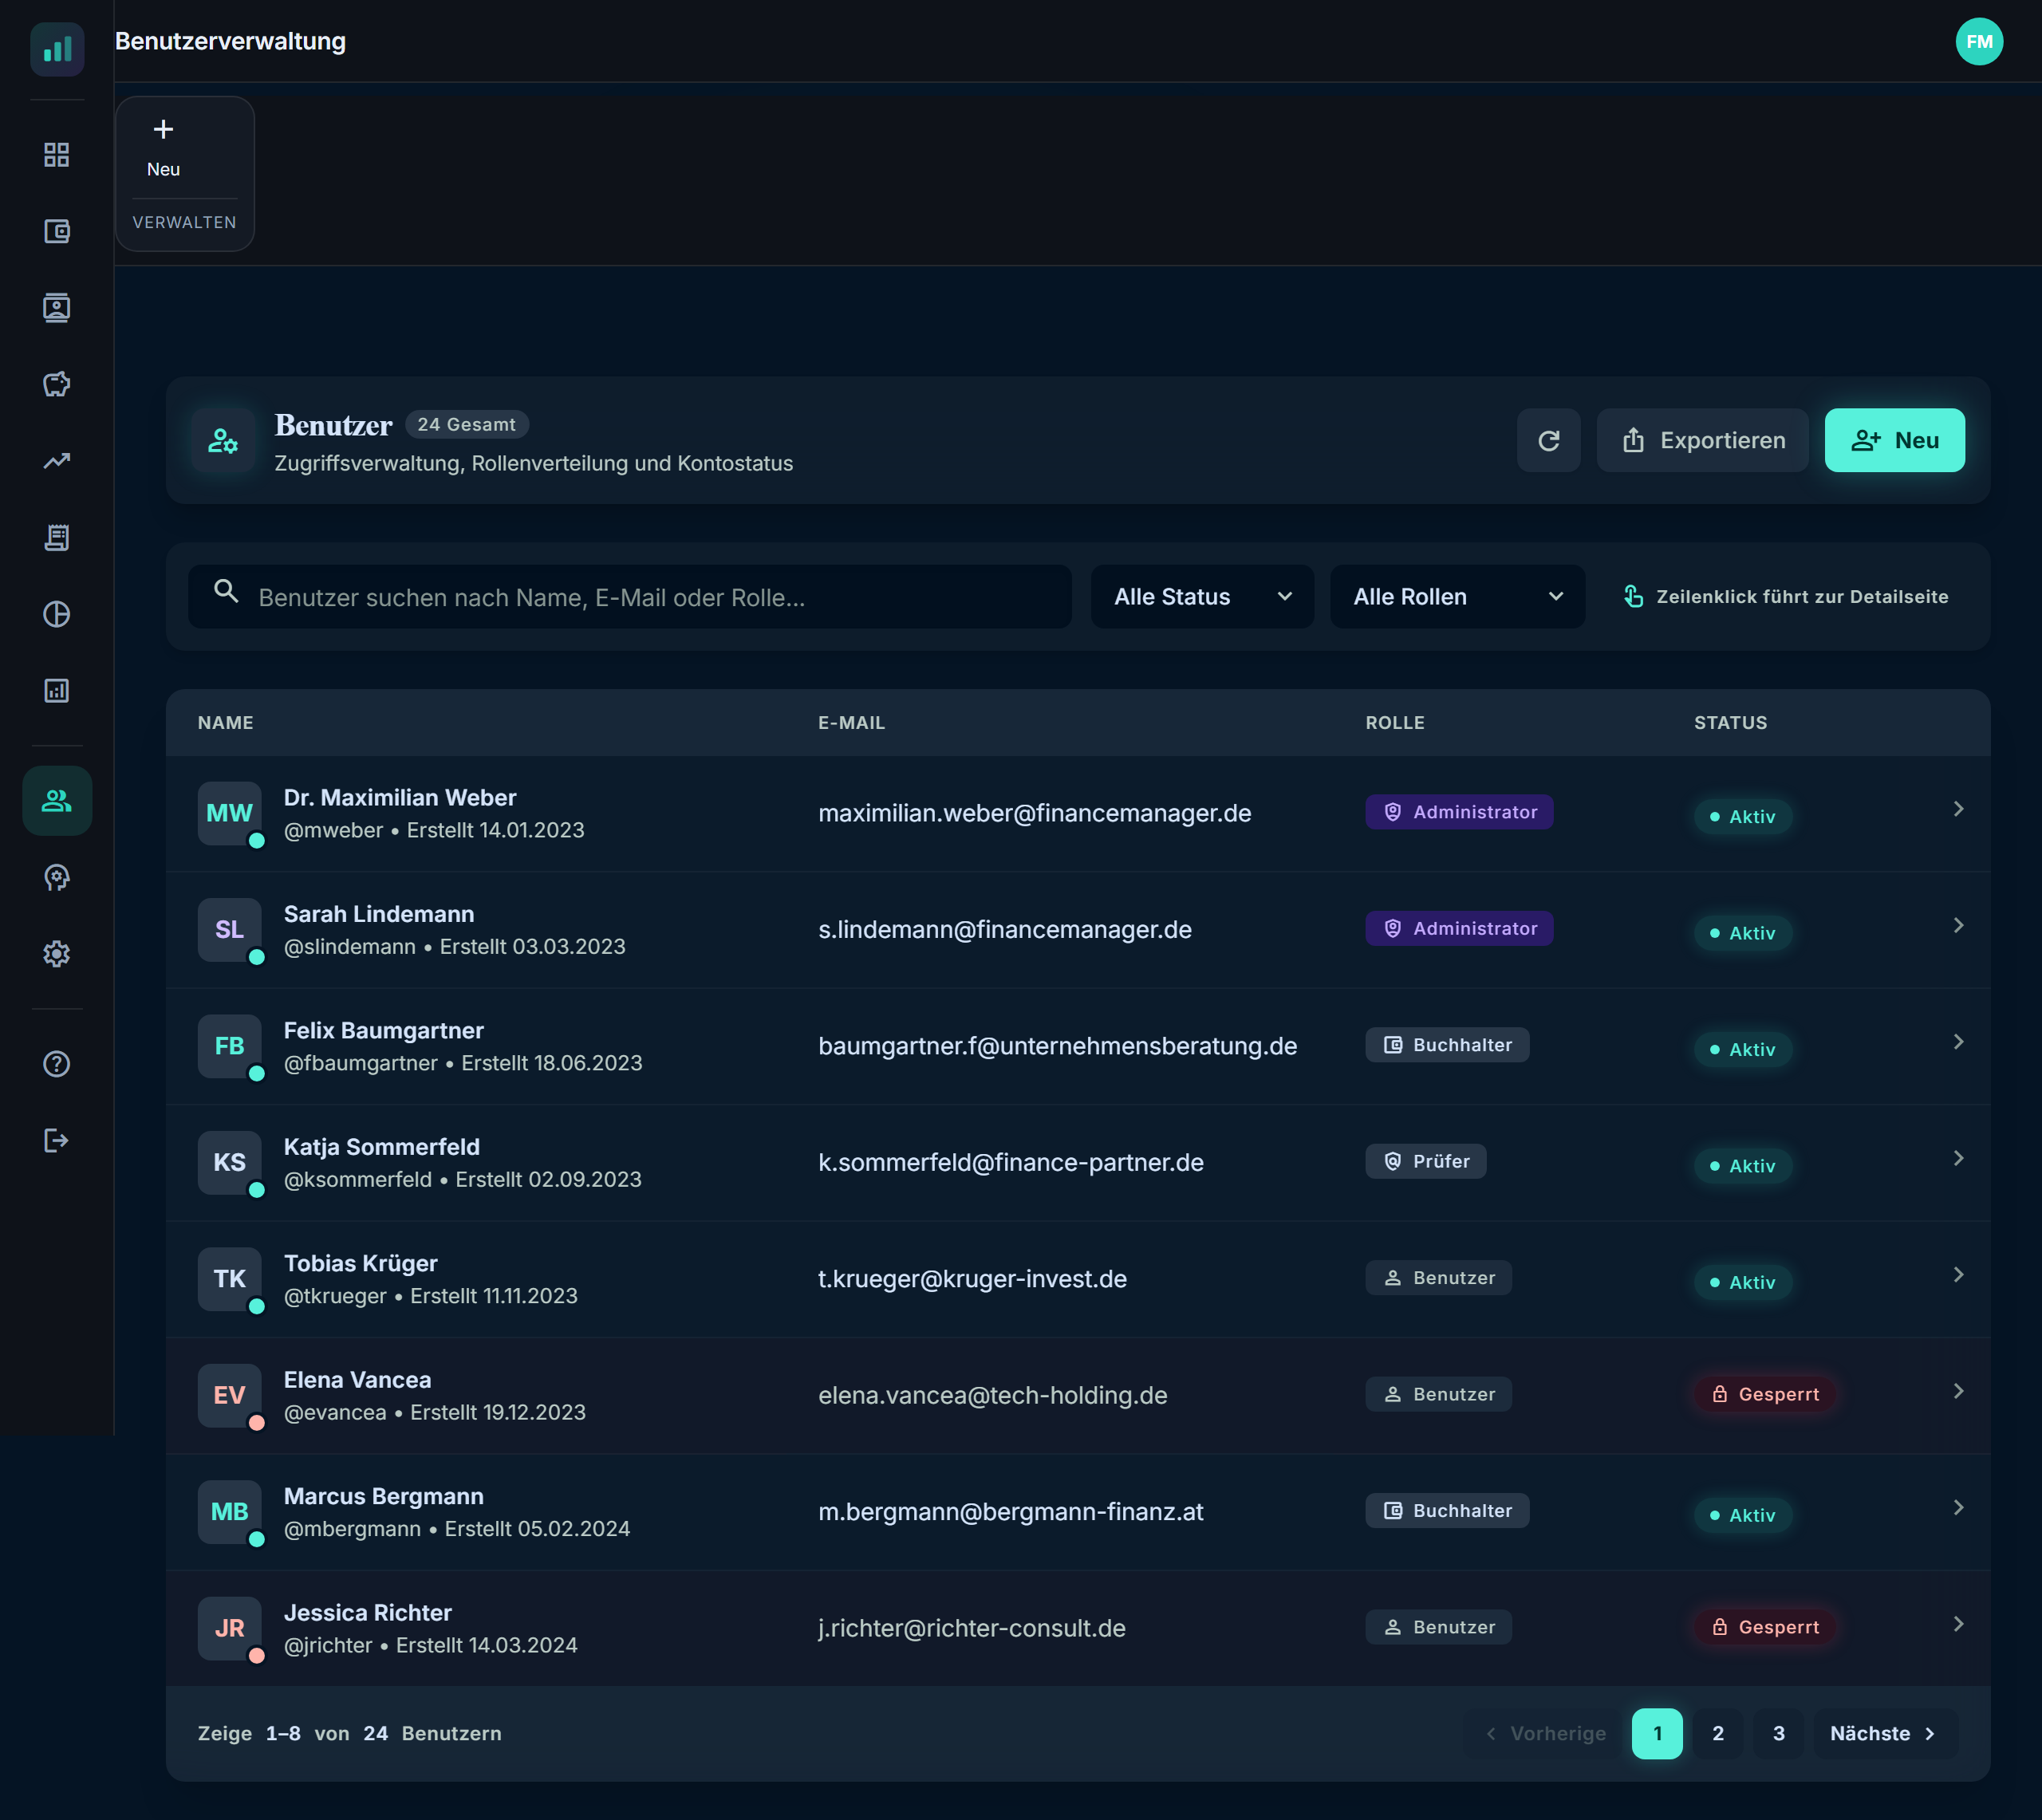 Benutzerverwaltung
FM
Neu
VERWALTEN
Benutzer 24 Gesamt
Zugriffsverwaltung, Rollenverteilung und Kontostatus
Exportieren
Neu
Benutzer suchen nach Name, E-Mail oder Rolle...
Alle Status
Alle Rollen
Zeilenklick führt zur Detailseite
NAME E-MAIL ROLLE STATUS
MW
Dr. Maximilian Weber
@mweber • Erstellt 14.01.2023
maximilian.weber@financemanager.de
Administrator
Aktiv
SL
Sarah Lindemann
@slindemann • Erstellt 03.03.2023
s.lindemann@financemanager.de
Administrator
Aktiv
FB
Felix Baumgartner
@fbaumgartner • Erstellt 18.06.2023
baumgartner.f@unternehmensberatung.de
Buchhalter
Aktiv
KS
Katja Sommerfeld
@ksommerfeld • Erstellt 02.09.2023
k.sommerfeld@finance-partner.de
Prüfer
Aktiv
TK
Tobias Krüger
@tkrueger • Erstellt 11.11.2023
t.krueger@kruger-invest.de
Benutzer
Aktiv
EV
Elena Vancea
@evancea • Erstellt 19.12.2023
elena.vancea@tech-holding.de
Benutzer
Gesperrt
MB
Marcus Bergmann
@mbergmann • Erstellt 05.02.2024
m.bergmann@bergmann-finanz.at
Buchhalter
Aktiv
JR
Jessica Richter
@jrichter • Erstellt 14.03.2024
j.richter@richter-consult.de
Benutzer
Gesperrt
Zeige 1–8 von 24 Benutzern
Vorherige 1 2 3 Nächste